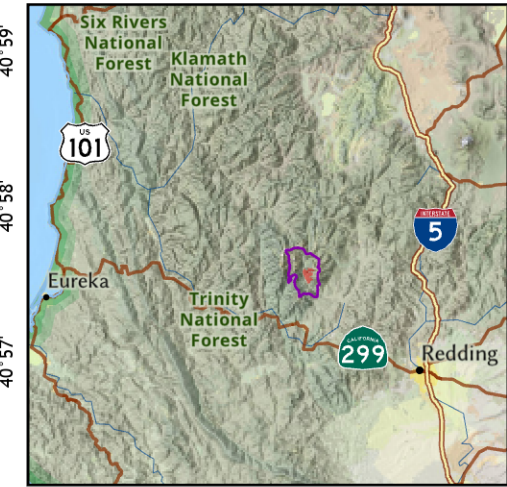 Six Rivers
National
Forest
Klamath
National
Forest
US
101
INTERSTATE
5
Eureka
Trinity
National
Forest
CALIFORNIA
299
Redding
40°59'
40°58'
40°57'